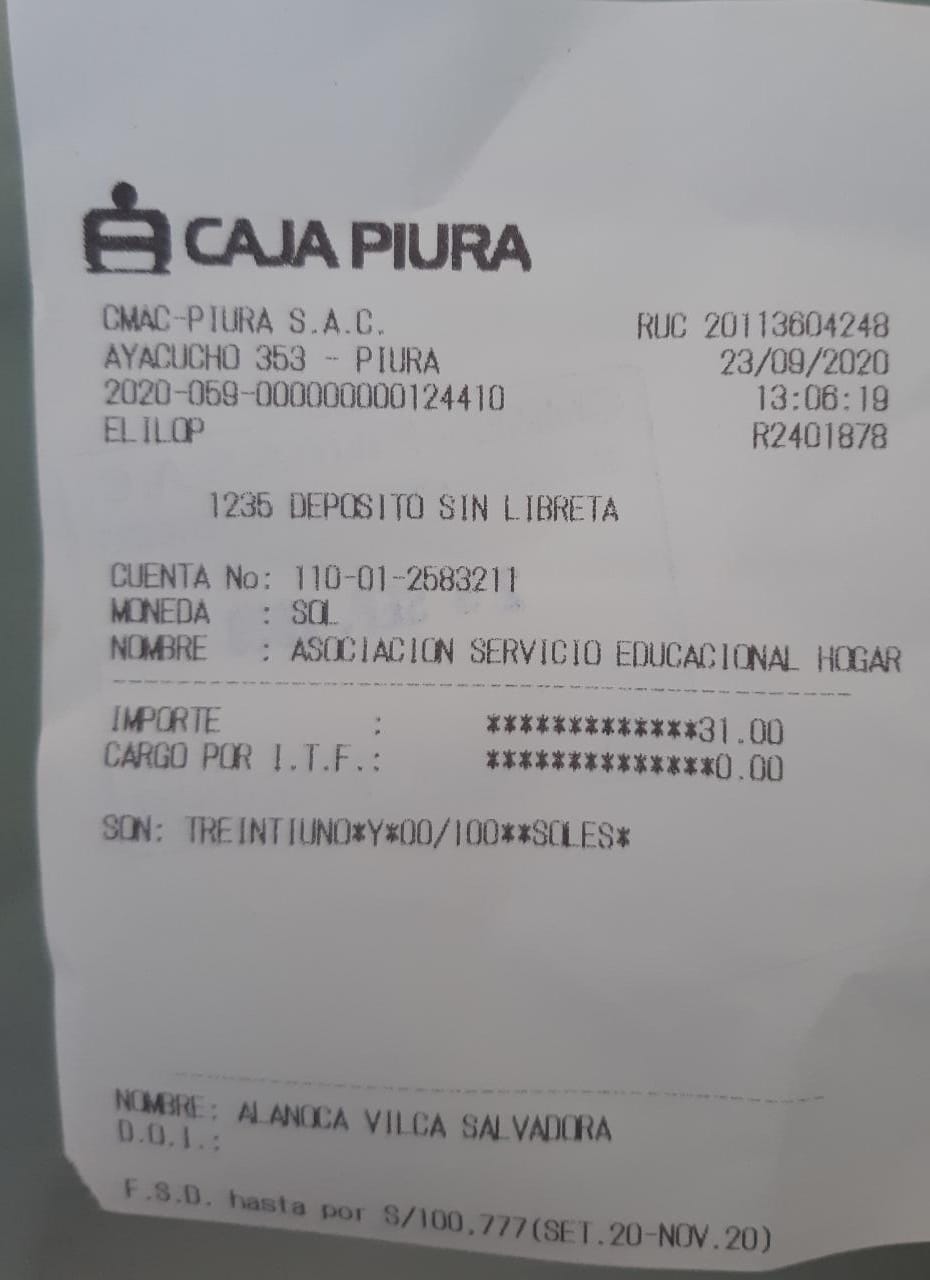 CAJA PIURA
CMAC-PIURA S.A.C. RUC 20113604248
AYACUCHO 353 - PIURA 23/09/2020
2020-059-000000000124410 13:06:19
ELILOP R2401878
1235 DEPOSITO SIN LIBRETA
CUENTA No: 110-01-2583211
MONEDA : SOL
NOMBRE : ASOCIACION SERVICIO EDUCACIONAL HOGAR
IMPORTE : *************31.00
CARGO POR I.T.F.: **************0.00
SON: TREINTIUNO*Y*00/100**SOLES*
NOMBRE: ALANOCA VILCA SALVADORA
D.O.I.:
F.S.D. hasta por S/100,777(SET.20-NOV.20)